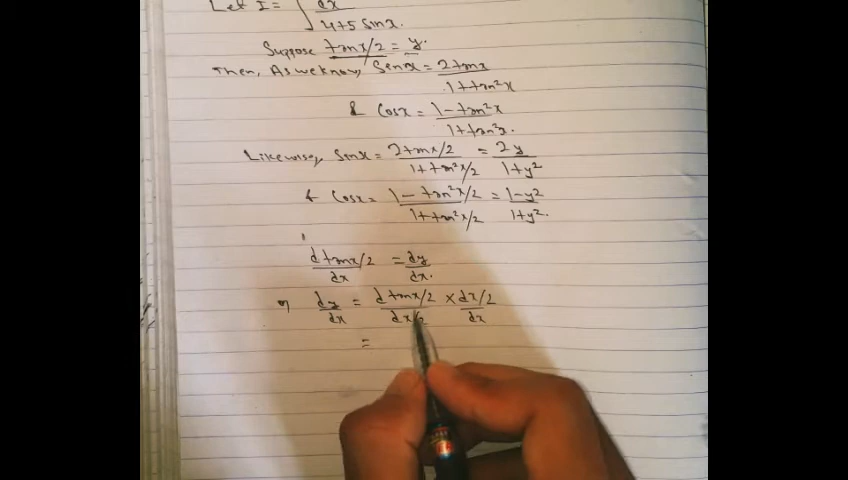 Let I = ∫ dx / 4+5 sinx.
Suppose tanx/2 = y.
Then, As we know, Sinx = 2tanx / 1+tan²x
& Cosx = 1-tan²x / 1+tan²x.
Likewise, Sinx = 2tanx/2 / 1+tan²x/2 = 2y / 1+y²
& Cosx = 1-tan²x/2 / 1+tan²x/2 = 1-y² / 1+y².
d tanx/2 / dx = dy / dx.
or dy / dx = d tanx/2 / dx/2 × dx/2 / dx
=